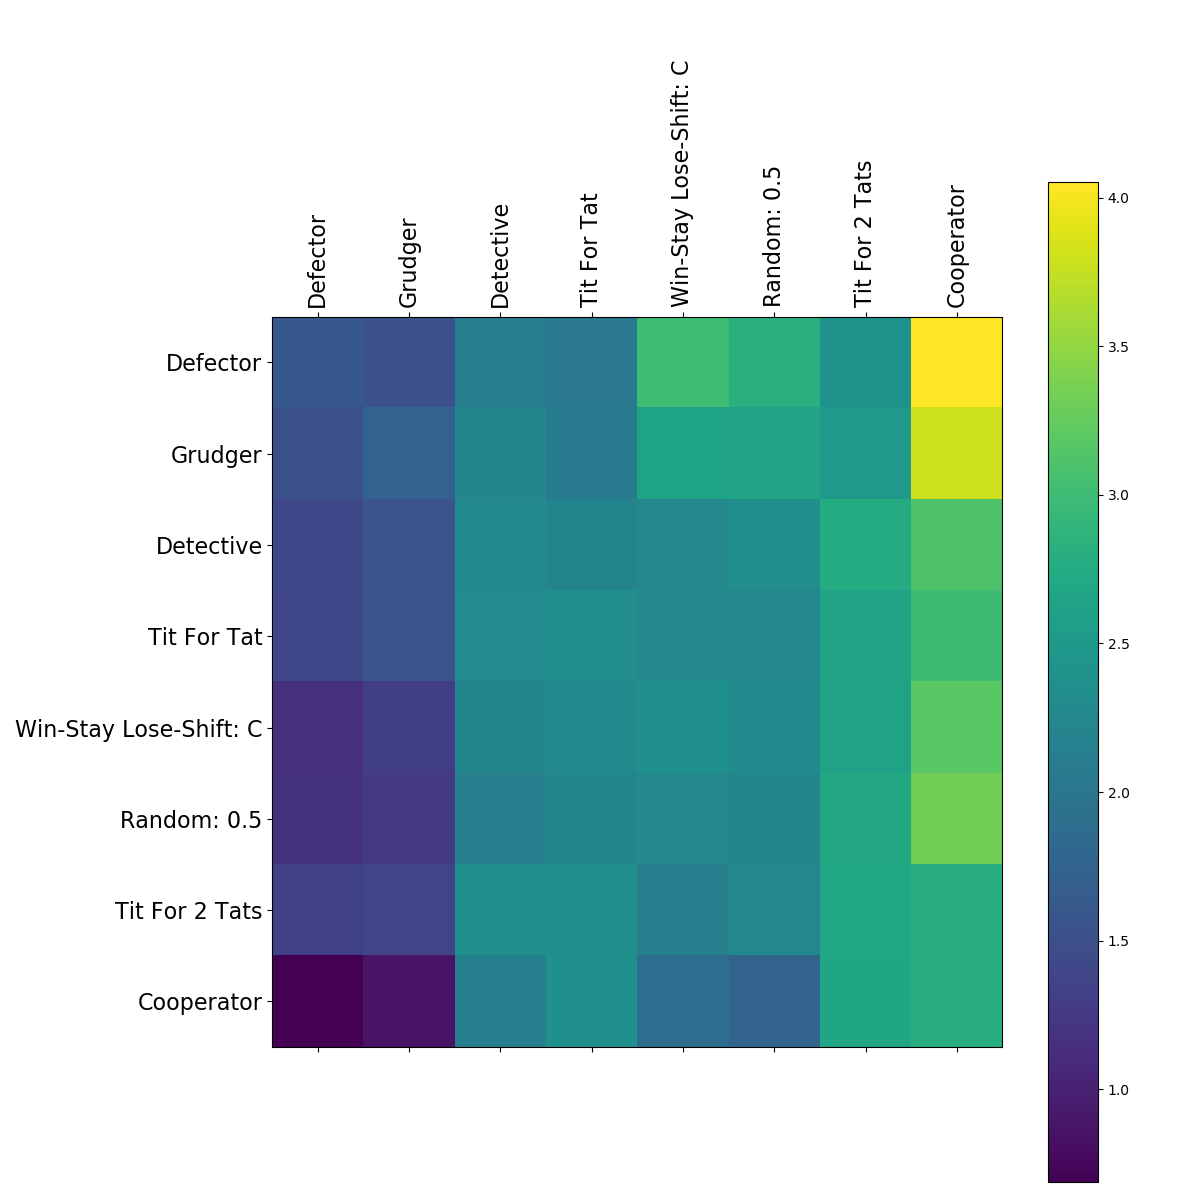 Defector
Grudger
Detective
Tit For Tat
Win-Stay Lose-Shift: C
Random: 0.5
Tit For 2 Tats
Cooperator
Defector
Grudger
Detective
Tit For Tat
Win-Stay Lose-Shift: C
Random: 0.5
Tit For 2 Tats
Cooperator
4.0
3.5
3.0
2.5
2.0
1.5
1.0